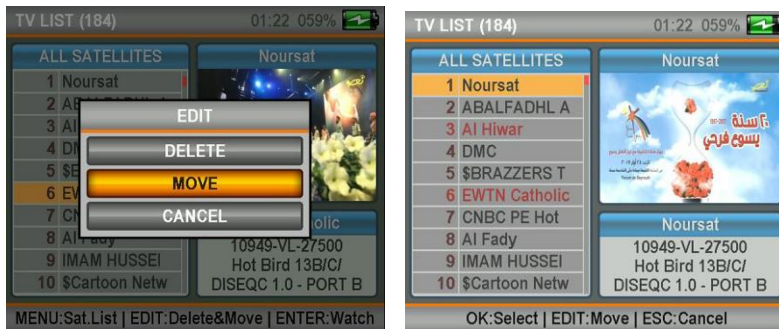 TV LIST (184) 01:22 059%
ALL SATELLITES
Noursat
1 Noursat
2
3 Al
4
5
6 EW
7 CN
8 Al Fady
9 IMAM HUSSEI
10 $Cartoon Netw
EDIT
DELETE
MOVE
CANCEL
10949-VL-27500
Hot Bird 13B/C/
DISEQC 1.0 - PORT B
MENU:Sat.List | EDIT:Delete&Move | ENTER:Watch
TV LIST (184) 01:22 059%
ALL SATELLITES
1 Noursat
2 ABALFADHL A
3 Al Hiwar
4 DMC
5 $BRAZZERS T
6 EWTN Catholic
7 CNBC PE Hot
8 Al Fady
9 IMAM HUSSEI
10 $Cartoon Netw
Noursat
٢٠ سنة
يسوع فرحي
Noursat
10949-VL-27500
Hot Bird 13B/C/
DISEQC 1.0 - PORT B
OK:Select | EDIT:Move | ESC:Cancel